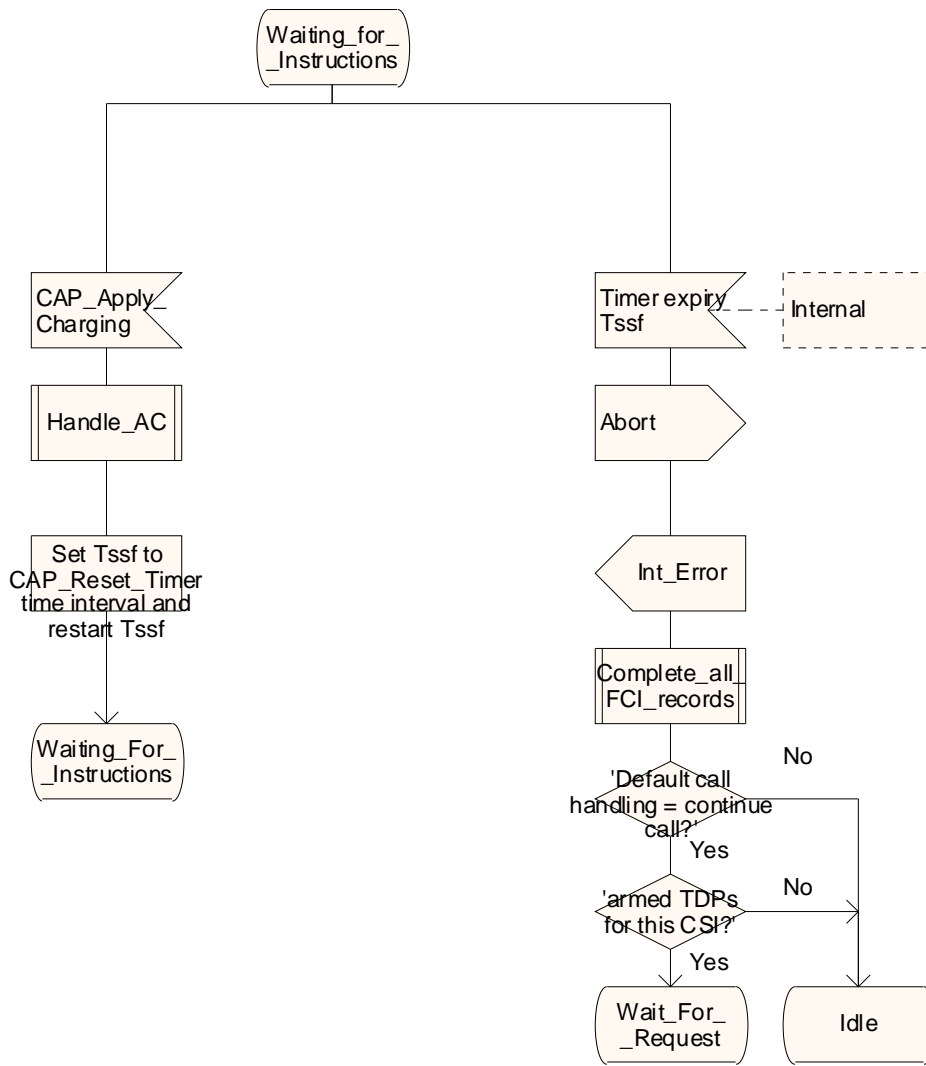 Waiting_for_
_Instructions
CAP_Apply_
Charging
Timer expiry
Tssf
Internal
Handle_AC
Abort
Set Tssf to
CAP_Reset_Timer
time interval and
restart Tssf
Int_Error
Complete_all_
FCI_records
Waiting_For_
_Instructions
'Default call
handling = continue
call?'
No
Yes
'armed TDPs
for this CSI?'
No
Yes
Wait_For_
_Request
Idle